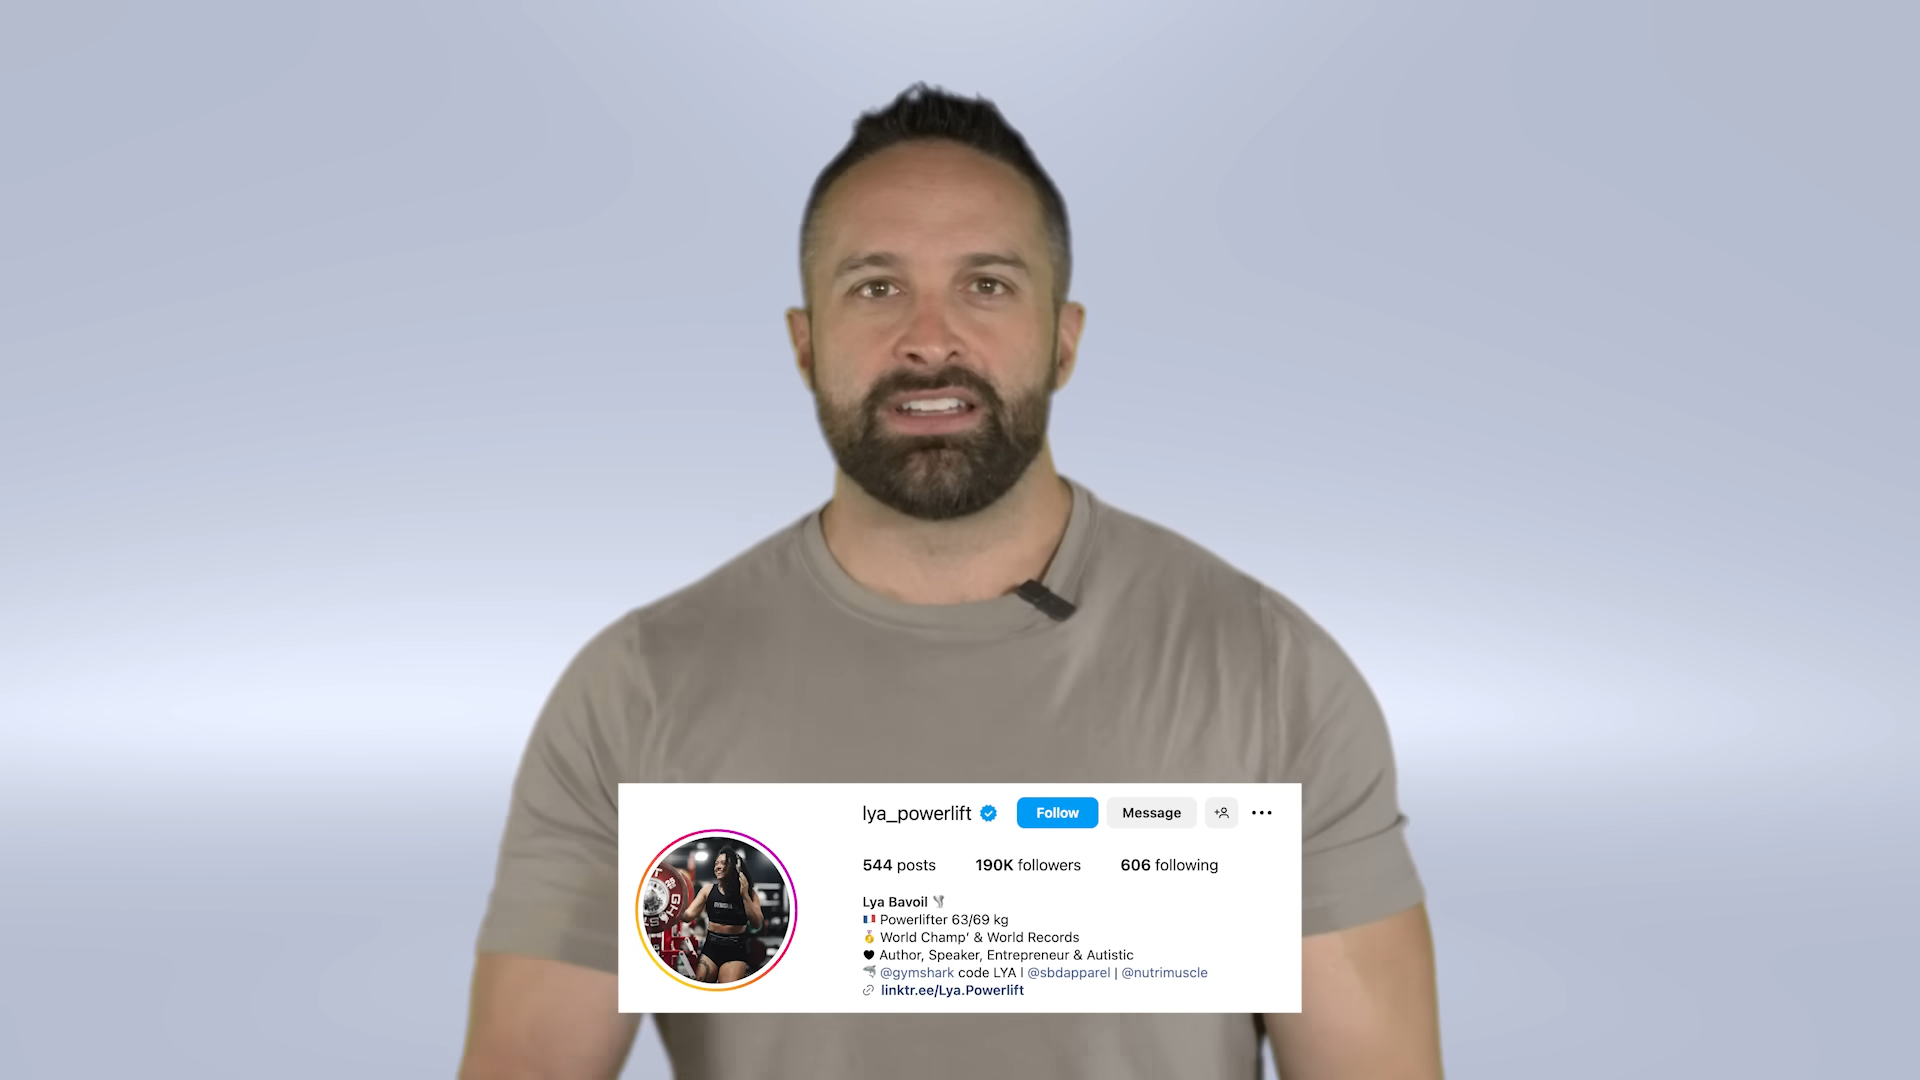 lya_powerlift Follow Message
544 posts 190K followers 606 following
Lya Bavoil
🇫🇷 Powerlifter 63/69 kg
🥇 World Champ' & World Records
🖤 Author, Speaker, Entrepreneur & Autistic
🦈 @gymshark code LYA l @sbdapparel | @nutrimuscle
linktr.ee/Lya.Powerlift